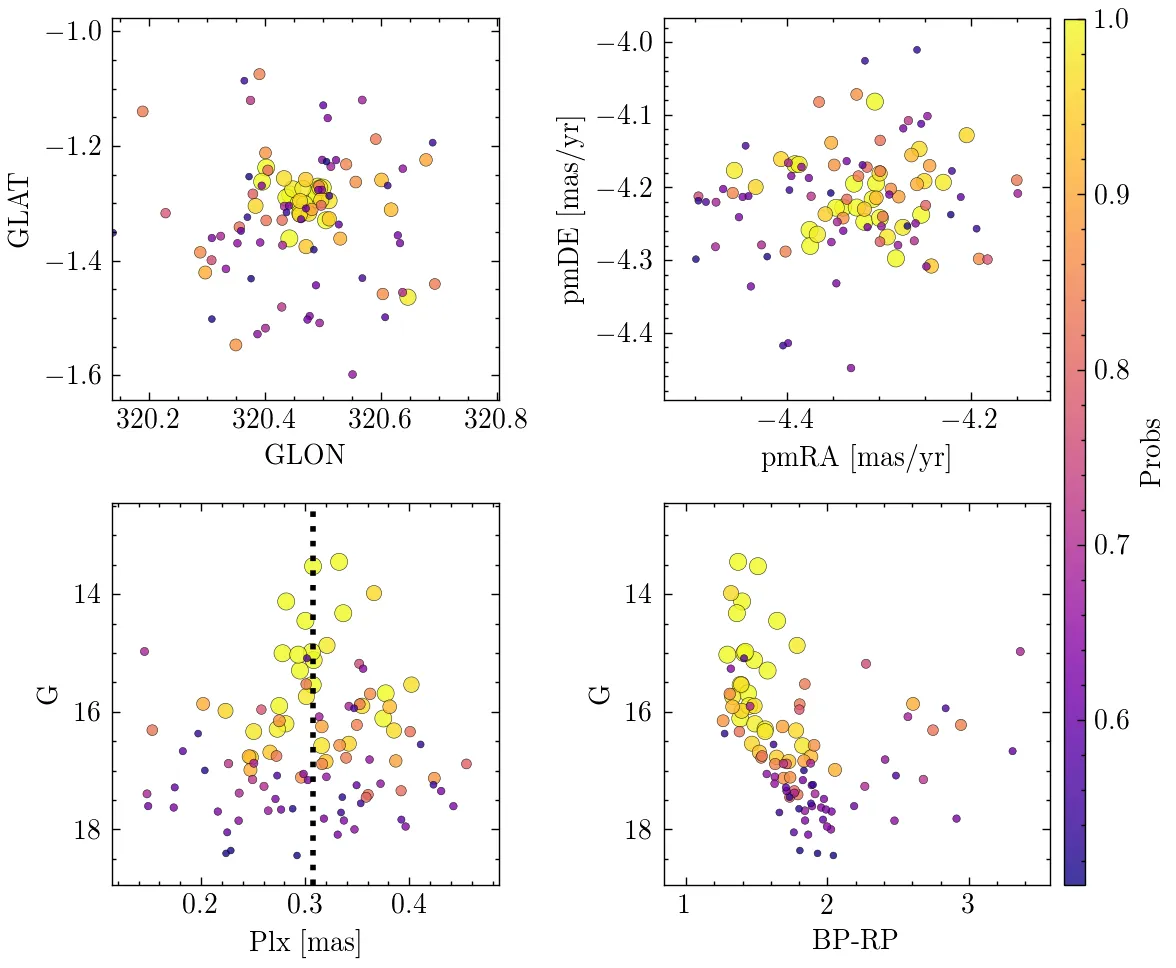 −1.0
−1.2
−1.4
−1.6
GLAT
320.2 320.4 320.6 320.8
GLON
−4.0
−4.1
−4.2
−4.3
−4.4
pmDE [mas/yr]
−4.4 −4.2
pmRA [mas/yr]
14
16
18
G
0.2 0.3 0.4
Plx [mas]
14
16
18
G
1 2 3
BP-RP
1.0
0.9
0.8
0.7
0.6
Probs